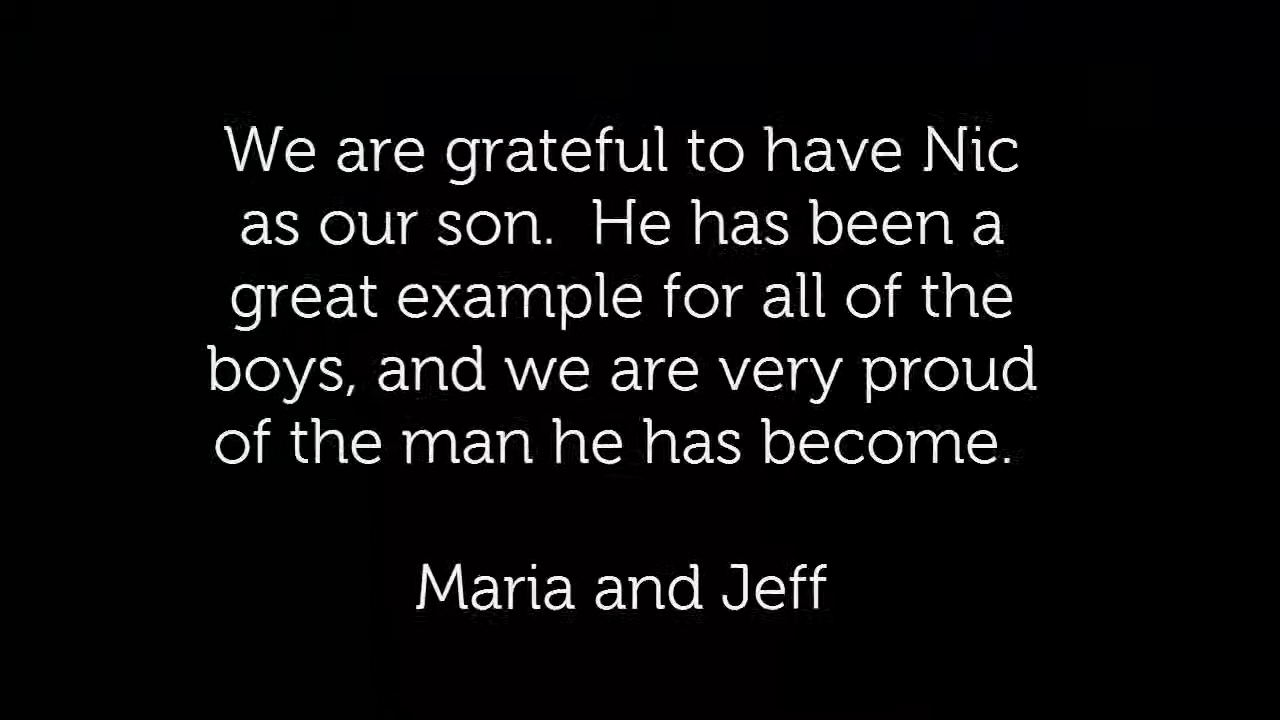 We are grateful to have Nic
as our son.  He has been a
great example for all of the
boys, and we are very proud
of the man he has become.
Maria and Jeff